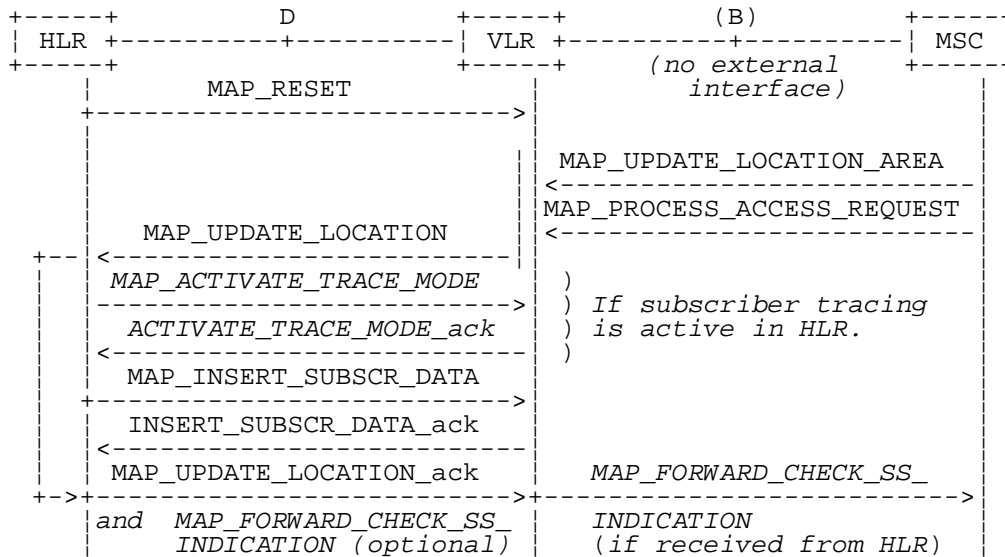 D (B)
HLR VLR MSC
(no external
MAP_RESET interface)
MAP_UPDATE_LOCATION_AREA
MAP_PROCESS_ACCESS_REQUEST
MAP_UPDATE_LOCATION
MAP_ACTIVATE_TRACE_MODE )
) If subscriber tracing
ACTIVATE_TRACE_MODE_ack ) is active in HLR.
)
MAP_INSERT_SUBSCR_DATA
INSERT_SUBSCR_DATA_ack
MAP_UPDATE_LOCATION_ack MAP_FORWARD_CHECK_SS_
and MAP_FORWARD_CHECK_SS_ INDICATION
INDICATION (optional) (if received from HLR)